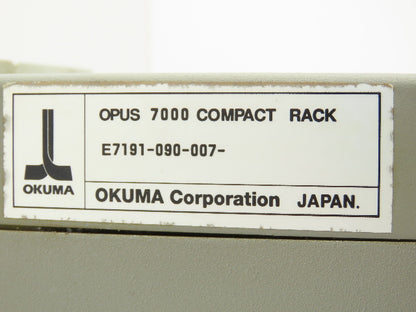 OPUS 7000 COMPACT RACK
E7191-090-007-
OKUMA
OKUMA Corporation JAPAN.